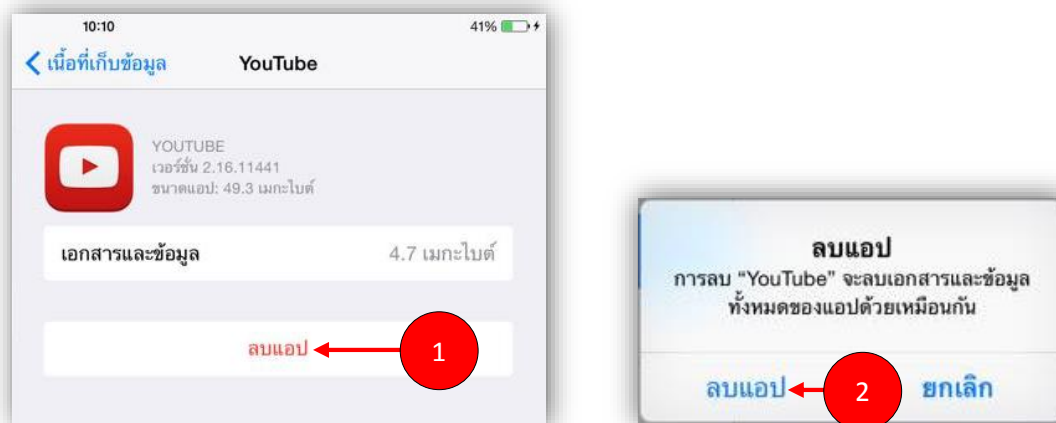 10:10 41%
เนื้อที่เก็บข้อมูล YouTube
YOUTUBE
เวอร์ชั่น 2.16.11441
ขนาดแอป: 49.3 เมกะไบต์
เอกสารและข้อมูล 4.7 เมกะไบต์
ลบแอป 1
ลบแอป
การลบ “YouTube” จะลบเอกสารและข้อมูล
ทั้งหมดของแอปด้วยเหมือนกัน
ลบแอป 2 ยกเลิก